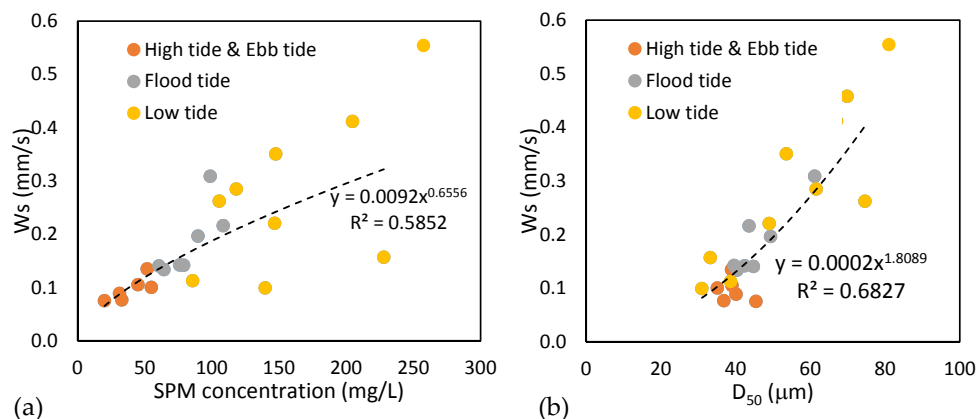 0.6
0.5
0.4
0.3
0.2
0.1
0.0
Ws (mm/s)
High tide & Ebb tide
Flood tide
Low tide
y = 0.0092x^0.6556
R² = 0.5852
0 50 100 150 200 250 300
SPM concentration (mg/L)
(a)
0.6
0.5
0.4
0.3
0.2
0.1
0.0
Ws (mm/s)
High tide & Ebb tide
Flood tide
Low tide
y = 0.0002x^1.8089
R² = 0.6827
0 20 40 60 80 100
D₅₀ (μm)
(b)